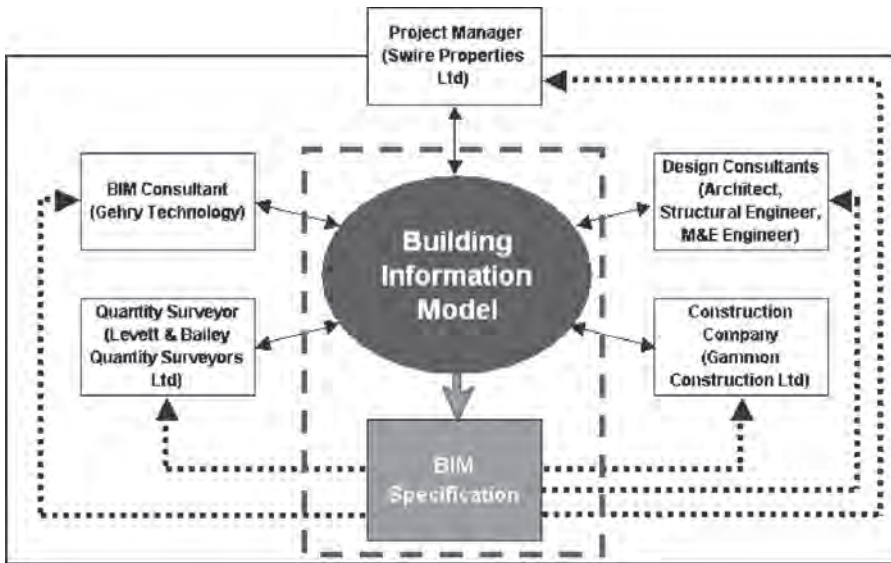 Project Manager
(Swire Properties
Ltd)
BIM Consultant
(Gehry Technology)
Design Consultants
(Architect,
Structural Engineer,
M&E Engineer)
Building
Information
Model
Quantity Surveyor
(Levett & Bailey
Quantity Surveyors
Ltd)
Construction
Company
(Gammon
Construction Ltd)
BIM
Specification